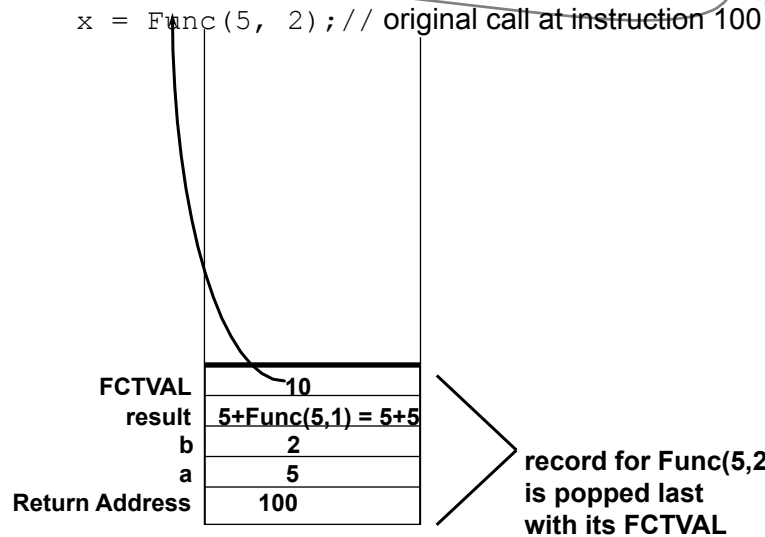 x = Func(5, 2);// original call at instruction 100
FCTVAL 10
result 5+Func(5,1) = 5+5
b 2
a 5
Return Address 100
record for Func(5,2
is popped last
with its FCTVAL